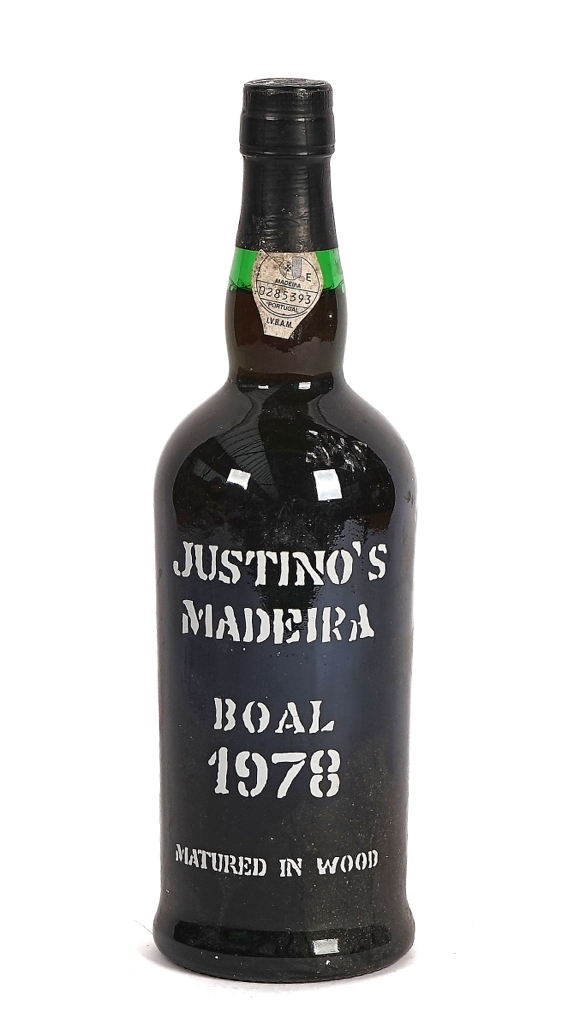 E
MADEIRA
0285393
PORTUGAL
I.V.B.A.M.
JUSTINO'S
MADEIRA
BOAL
1978
MATURED IN WOOD